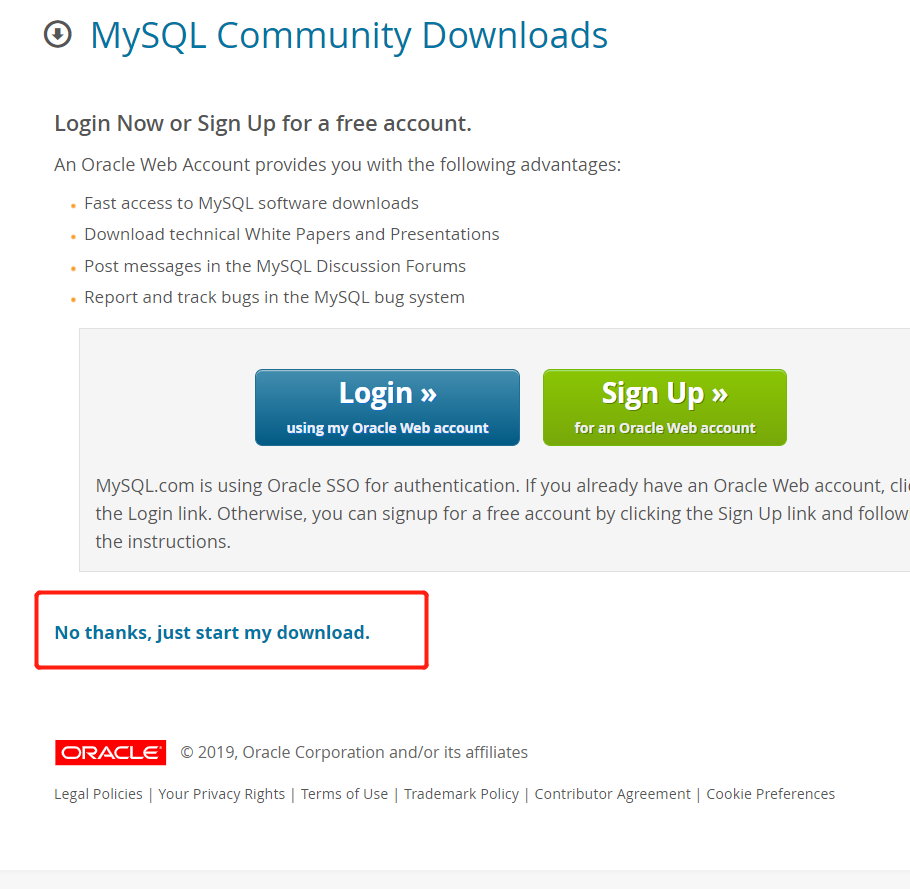 MySQL Community Downloads
Login Now or Sign Up for a free account.
An Oracle Web Account provides you with the following advantages:
Fast access to MySQL software downloads
Download technical White Papers and Presentations
Post messages in the MySQL Discussion Forums
Report and track bugs in the MySQL bug system
Login »
using my Oracle Web account
Sign Up »
for an Oracle Web account
MySQL.com is using Oracle SSO for authentication. If you already have an Oracle Web account,
the Login link. Otherwise, you can signup for a free account by clicking the Sign Up link and follow
the instructions.
No thanks, just start my download.
ORACLE® © 2019, Oracle Corporation and/or its affiliates
Legal Policies | Your Privacy Rights | Terms of Use | Trademark Policy | Contributor Agreement | Cookie Preferences